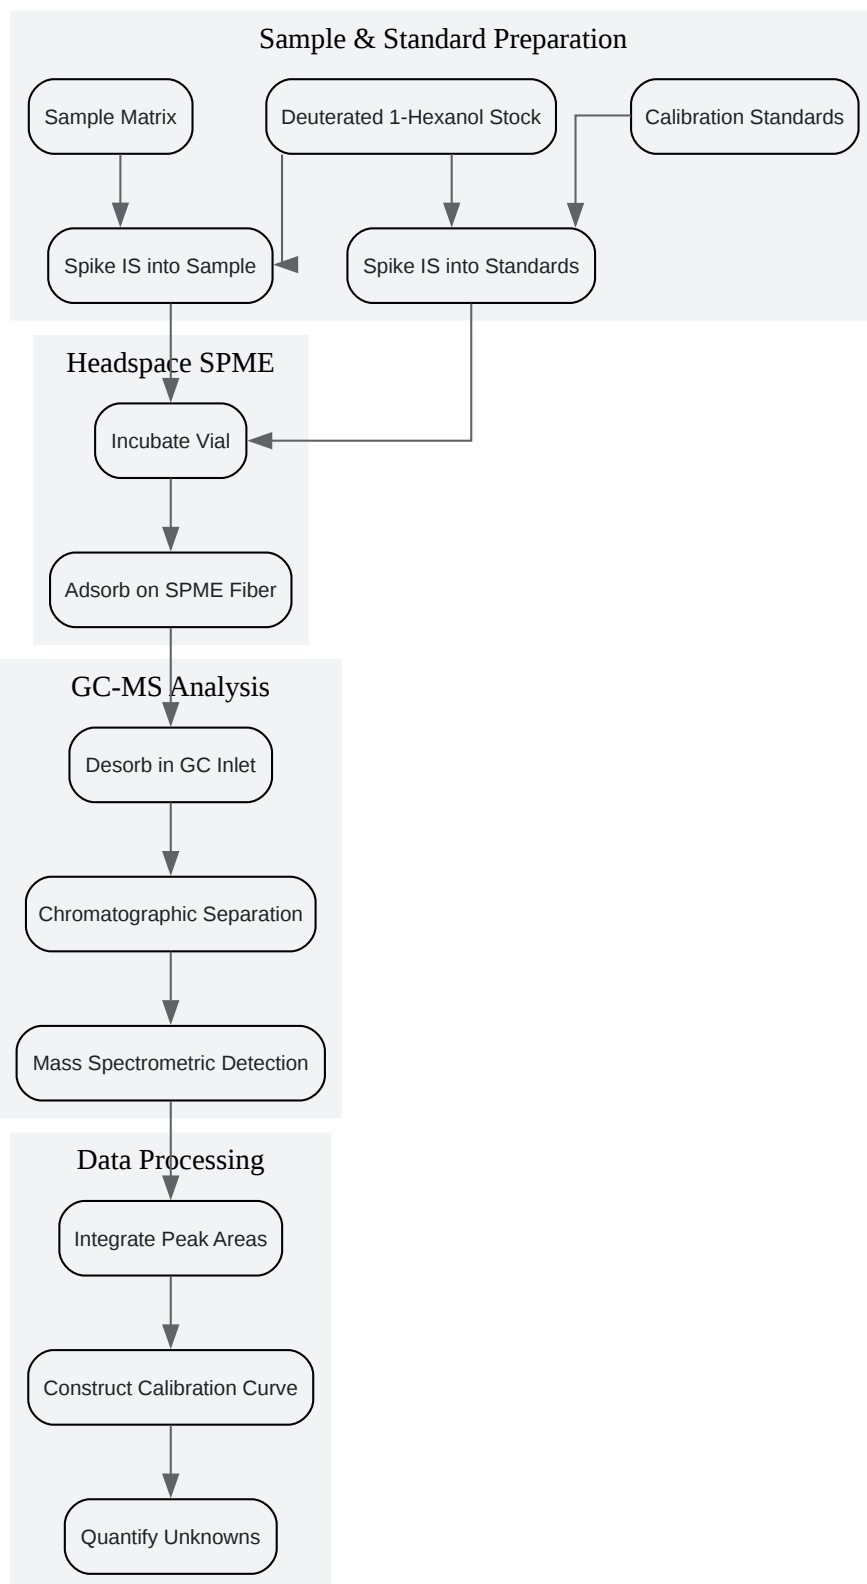 Sample & Standard Preparation
Sample Matrix
Deuterated 1-Hexanol Stock
Calibration Standards
Spike IS into Sample
Spike IS into Standards
Headspace SPME
Incubate Vial
Adsorb on SPME Fiber
GC-MS Analysis
Desorb in GC Inlet
Chromatographic Separation
Mass Spectrometric Detection
Data Processing
Integrate Peak Areas
Construct Calibration Curve
Quantify Unknowns